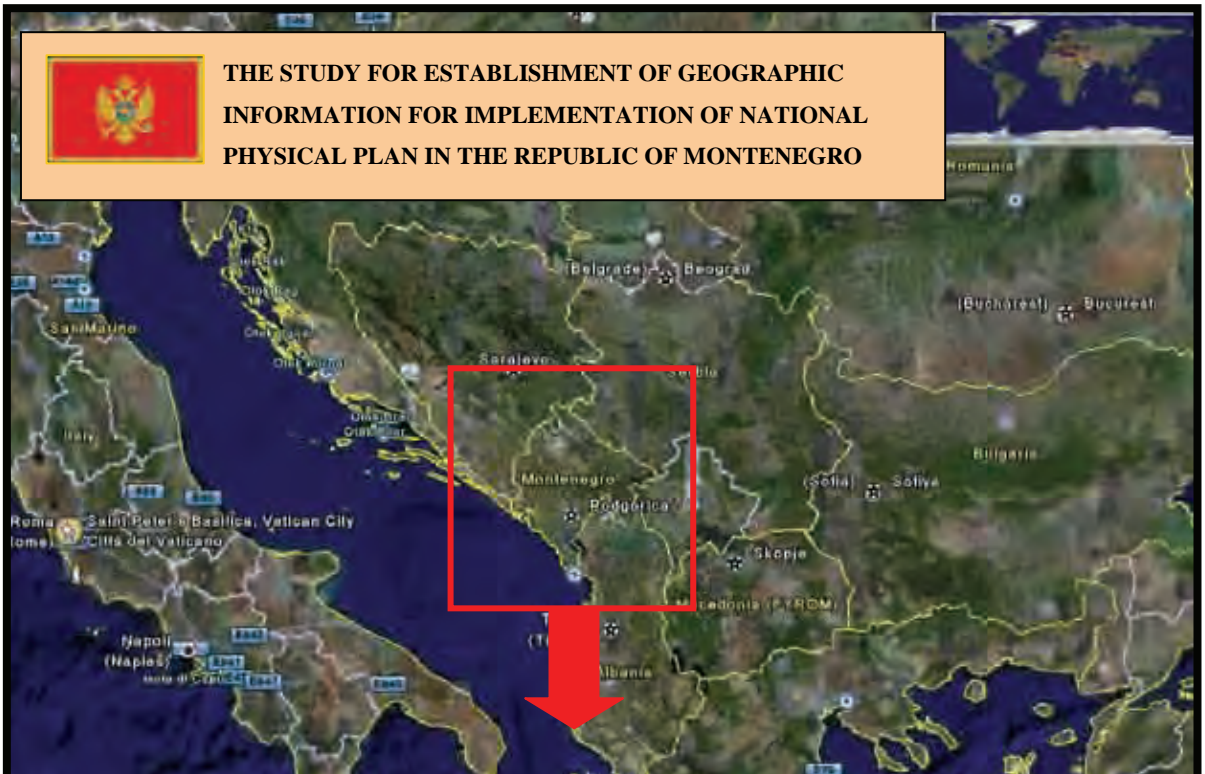 THE STUDY FOR ESTABLISHMENT OF GEOGRAPHIC
INFORMATION FOR IMPLEMENTATION OF NATIONAL
PHYSICAL PLAN IN THE REPUBLIC OF MONTENEGRO
Romania
(Belgrade) Beograd
(Bucharest) Bucuresti
San Marino
Sarajevo
Serbia
Italy
Bulgaria
Montenegro
(Sofia) Sofiya
Podgorica
Roma
Saint Peter's Basilica, Vatican City
Citta del Vaticano
Skopje
Macedonia (FYROM)
Napoli
(Naples)
Albania